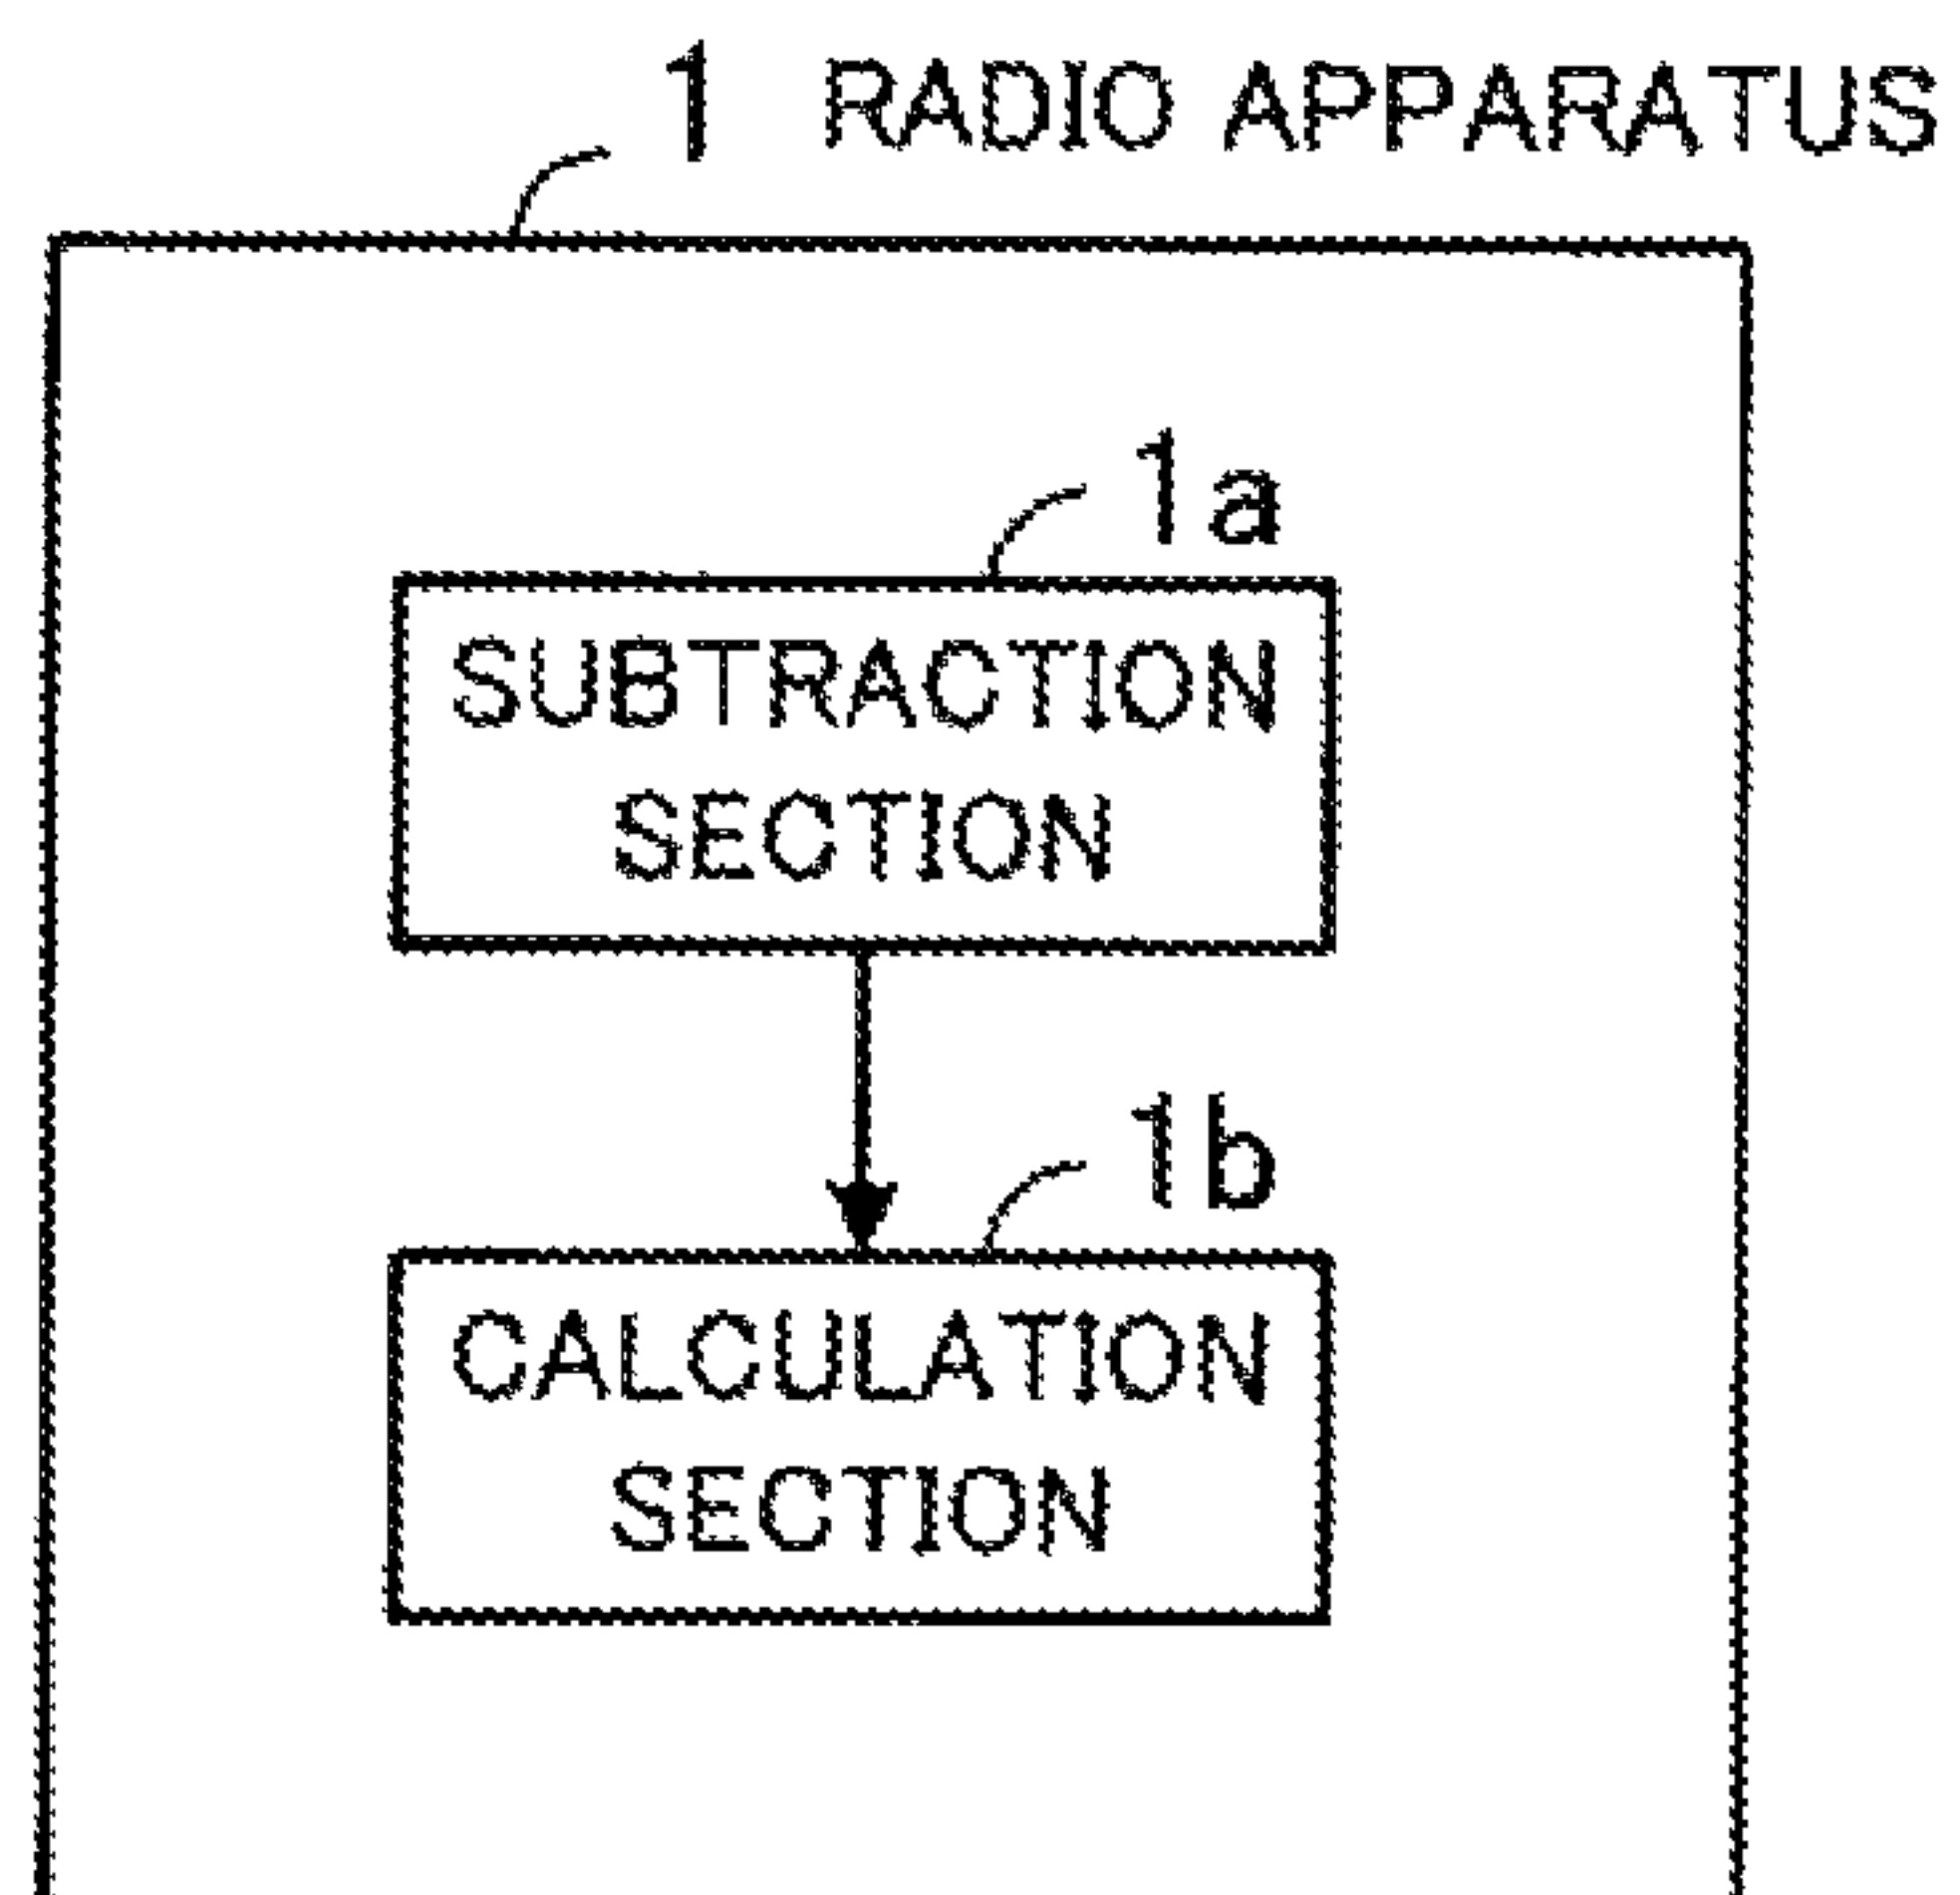 1 RADIO APPARATUS
1a
SUBTRACTION
SECTION
1b
CALCULATION
SECTION